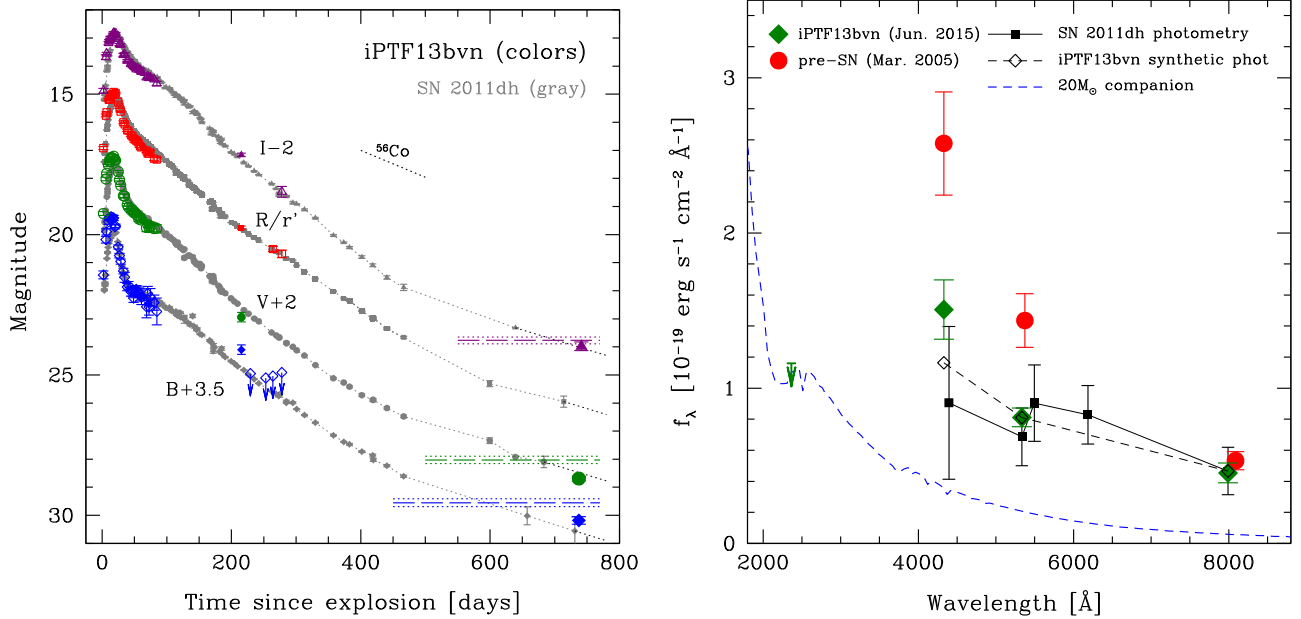 iPTF13bvn (colors)
SN 2011dh (gray)
I-2
⁵⁶Co
R/r'
V+2
B+3.5
15
20
25
30
Magnitude
0
200
400
600
800
Time since explosion [days]
iPTF13bvn (Jun. 2015)
pre-SN (Mar. 2005)
SN 2011dh photometry
iPTF13bvn synthetic phot
20M☉ companion
3
2
1
0
f_λ [10⁻¹⁹ erg s⁻¹ cm⁻² Å⁻¹]
2000
4000
6000
8000
Wavelength [Å]